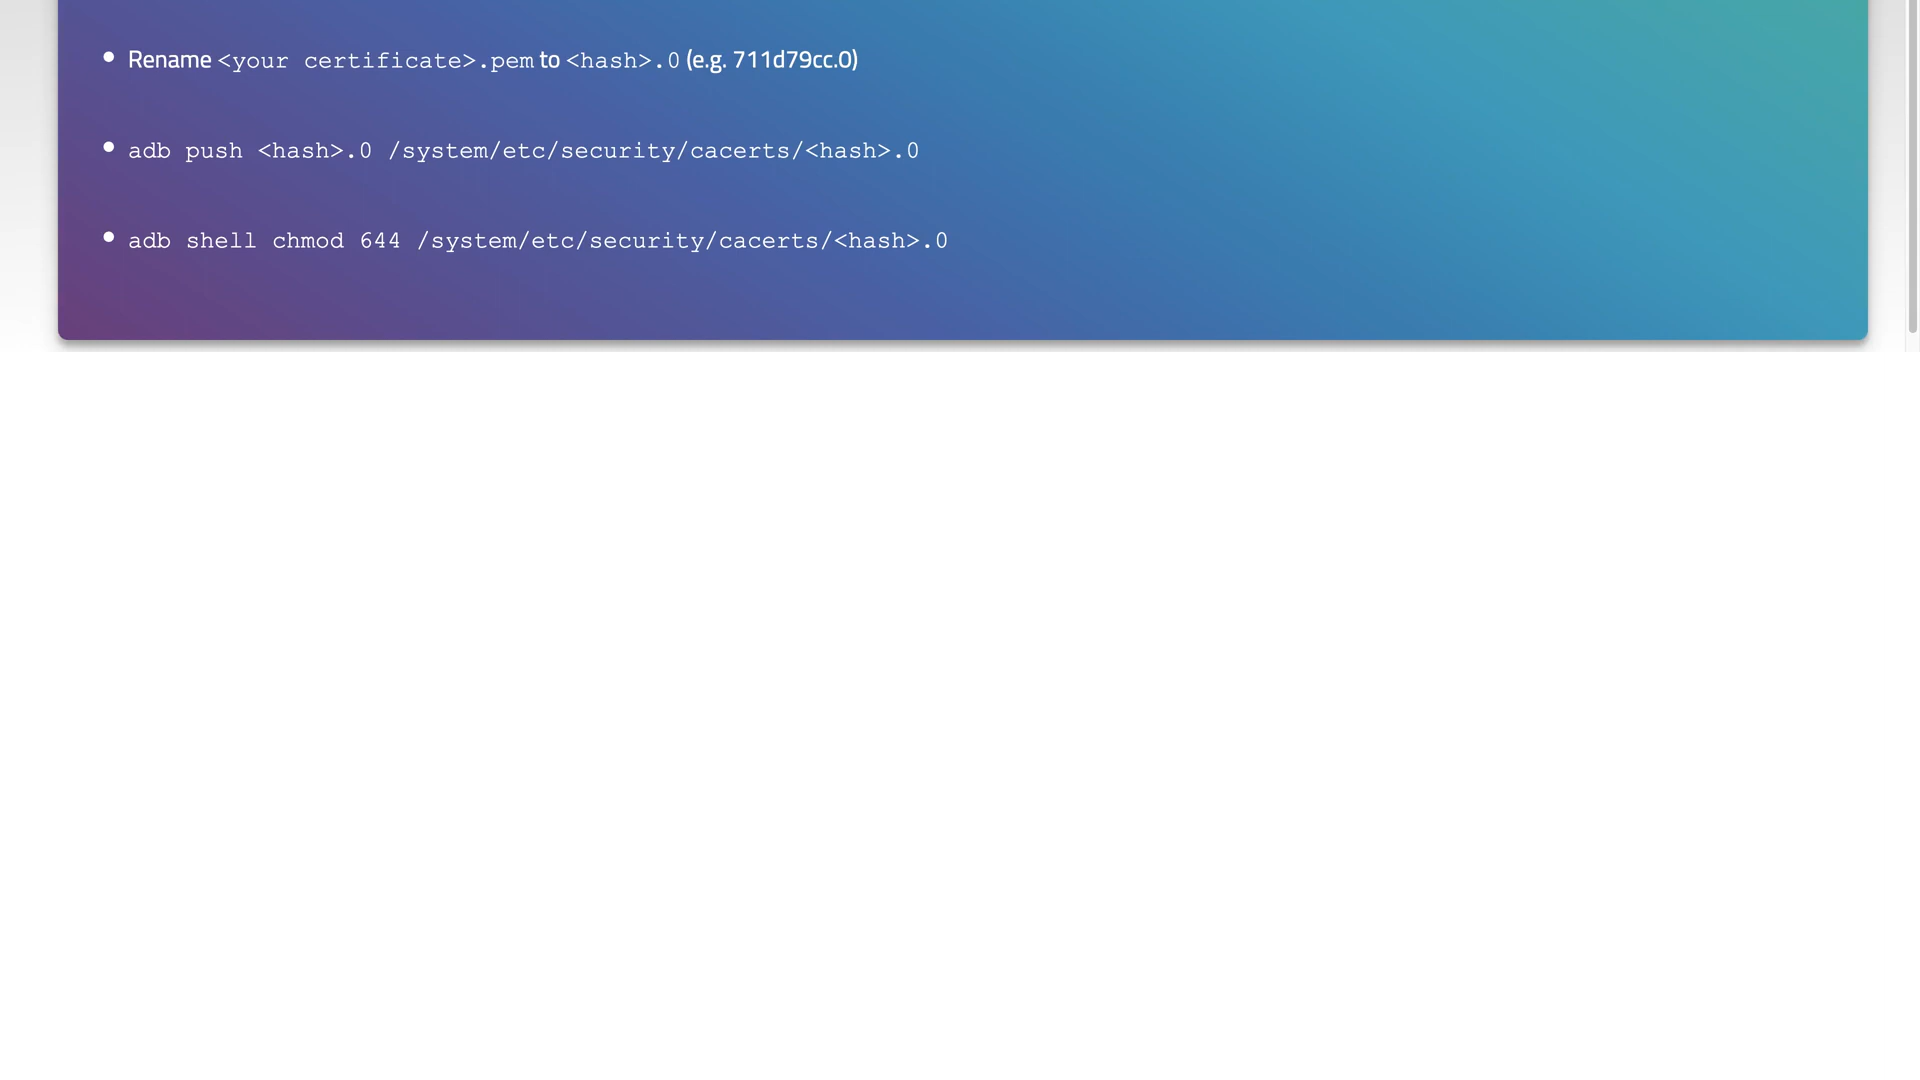 • Rename <your certificate>.pem to <hash>.0 (e.g. 711d79cc.0)
• adb push <hash>.0 /system/etc/security/cacerts/<hash>.0
• adb shell chmod 644 /system/etc/security/cacerts/<hash>.0